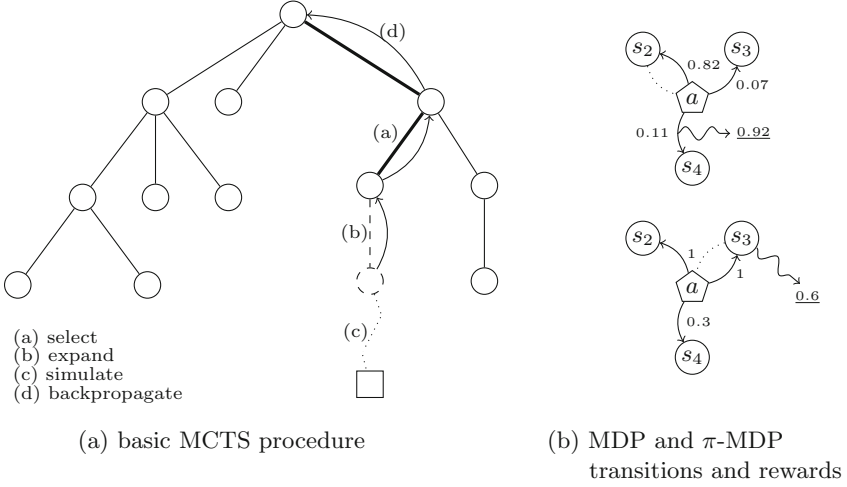 (d)
(a)
(b)
(c)
(a) select
(b) expand
(c) simulate
(d) backpropagate
(a) basic MCTS procedure
s₂
s₃
0.82
a
0.07
0.11
0.92
s₄
s₂
s₃
1
a
1
0.6
0.3
s₄
(b) MDP and π-MDP
transitions and rewards